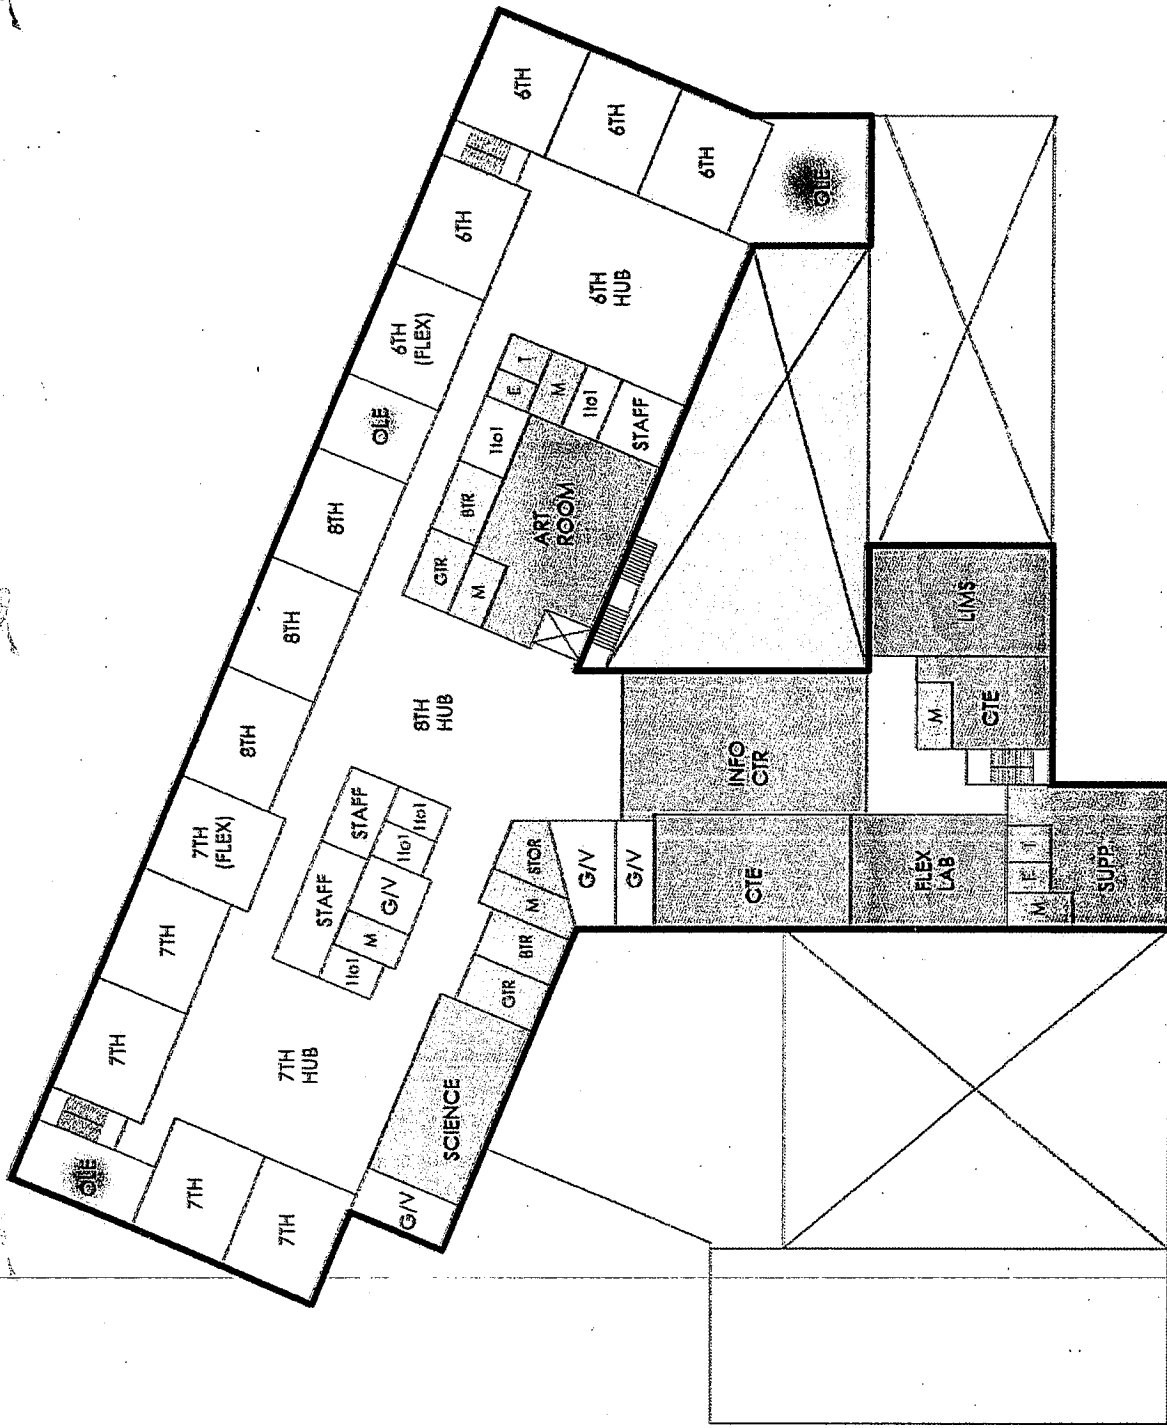 OLE
7TH
7TH
7TH
7TH
7TH
(FLEX)
8TH
8TH
8TH
OLE
6TH
(FLEX)
6TH
6TH
6TH
6TH
OLE
7TH
HUB
8TH
HUB
6TH
HUB
STAFF
STAFF
1to1
M
G/V
1to1
1to1
GTR
BTR
1to1
E
T
M
M
1to1
STAFF
ART
ROOM
G/V
SCIENCE
GTR
BTR
M
STOR
G/V
G/V
INFO
CTR
CTE
FLEX
LAB
M
E
T
SUPP
M
CTE
LIMS